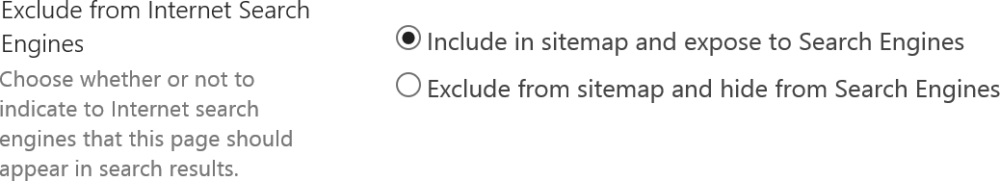 Exclude from Internet Search
Engines
Choose whether or not to
indicate to Internet search
engines that this page should
appear in search results.
Include in sitemap and expose to Search Engines
Exclude from sitemap and hide from Search Engines